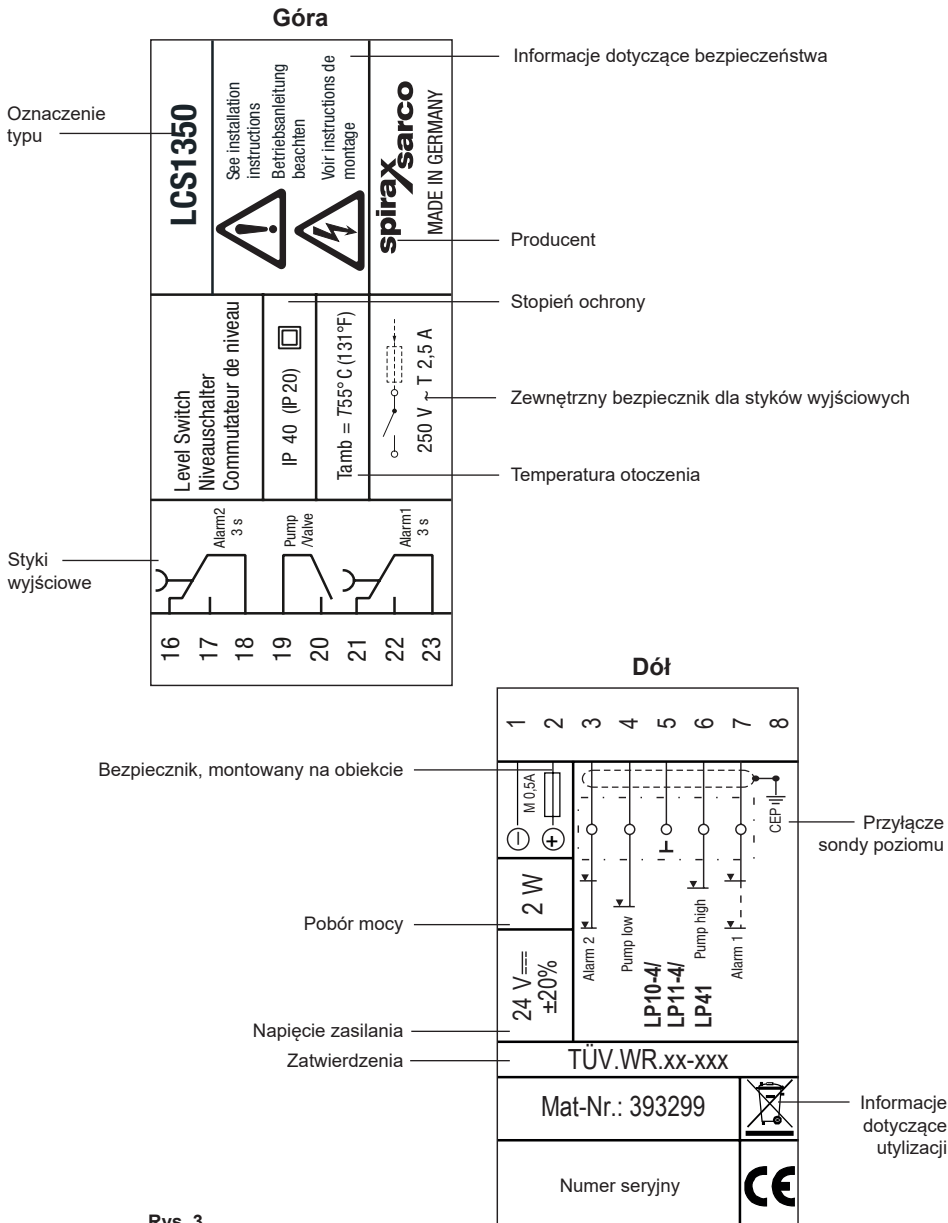 Góra
Informacje dotyczące bezpieczeństwa
Oznaczenie
typu
LCS1350
See installation
instructions
Betriebsanleitung
beachten
Voir instructions de
montage
spirax
sarco
MADE IN GERMANY
Producent
Stopień ochrony
Level Switch
Niveauschalter
Commutateur de niveau
IP 40 (IP 20)
Tamb = T55° C (131°F)
250 V ~ T 2,5 A
Zewnętrzny bezpiecznik dla styków wyjściowych
Temperatura otoczenia
Styki
wyjściowe
Alarm2
3 s
Pump
/Valve
Alarm1
3 s
16
17
18
19
20
21
22
23
Dół
1
2
3
4
5
6
7
8
Bezpiecznik, montowany na obiekcie
M 0,5A
CEP
Przyłącze
sondy poziomu
Pobór mocy
2 W
Alarm 2
Pump low
Pump high
Alarm 1
LP10-4/
LP11-4/
LP41
24 V
±20%
Napięcie zasilania
Zatwierdzenia
TÜV.WR.xx-xxx
Mat-Nr.: 393299
Informacje
dotyczące
utylizacji
Numer seryjny
CE
Rys. 3